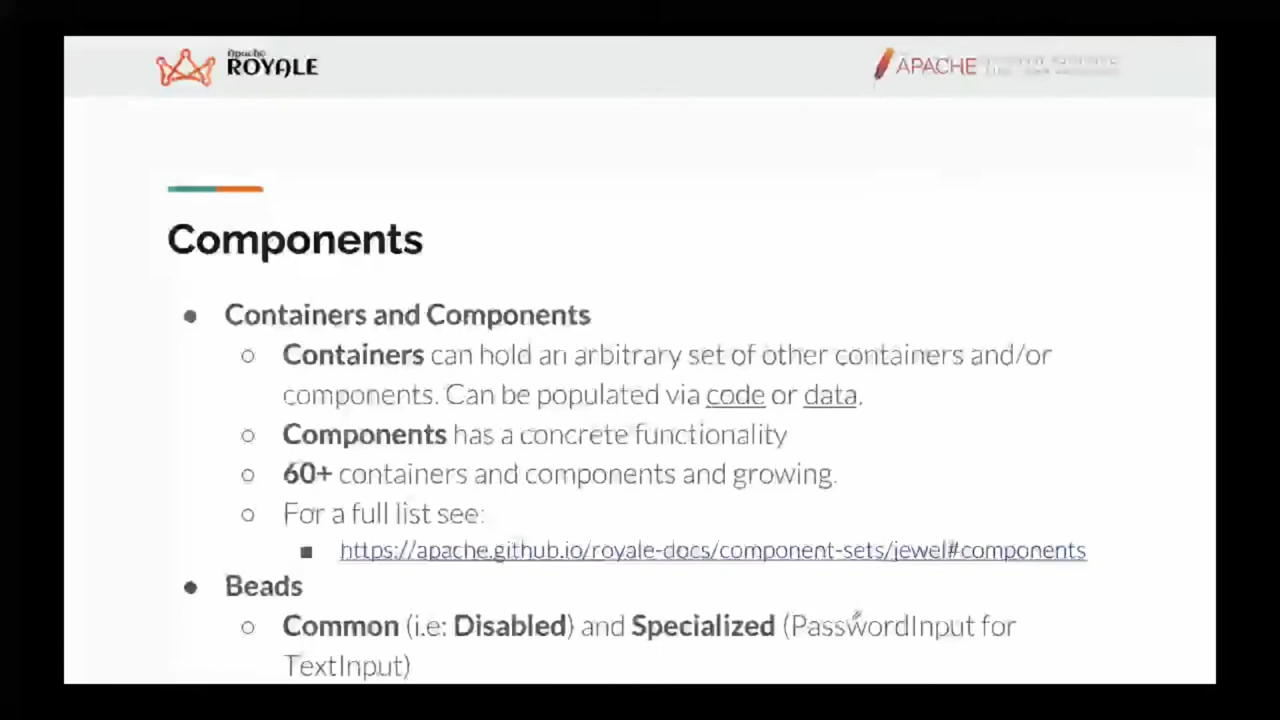 Apache
ROYALE
APACHE
Components
● Containers and Components
○ Containers can hold an arbitrary set of other containers and/or
components. Can be populated via code or data.
○ Components has a concrete functionality
○ 60+ containers and components and growing.
○ For a full list see:
■ https://apache.github.io/royale-docs/component-sets/jewel#components
● Beads
○ Common (i.e: Disabled) and Specialized (PasswordInput for
TextInput)